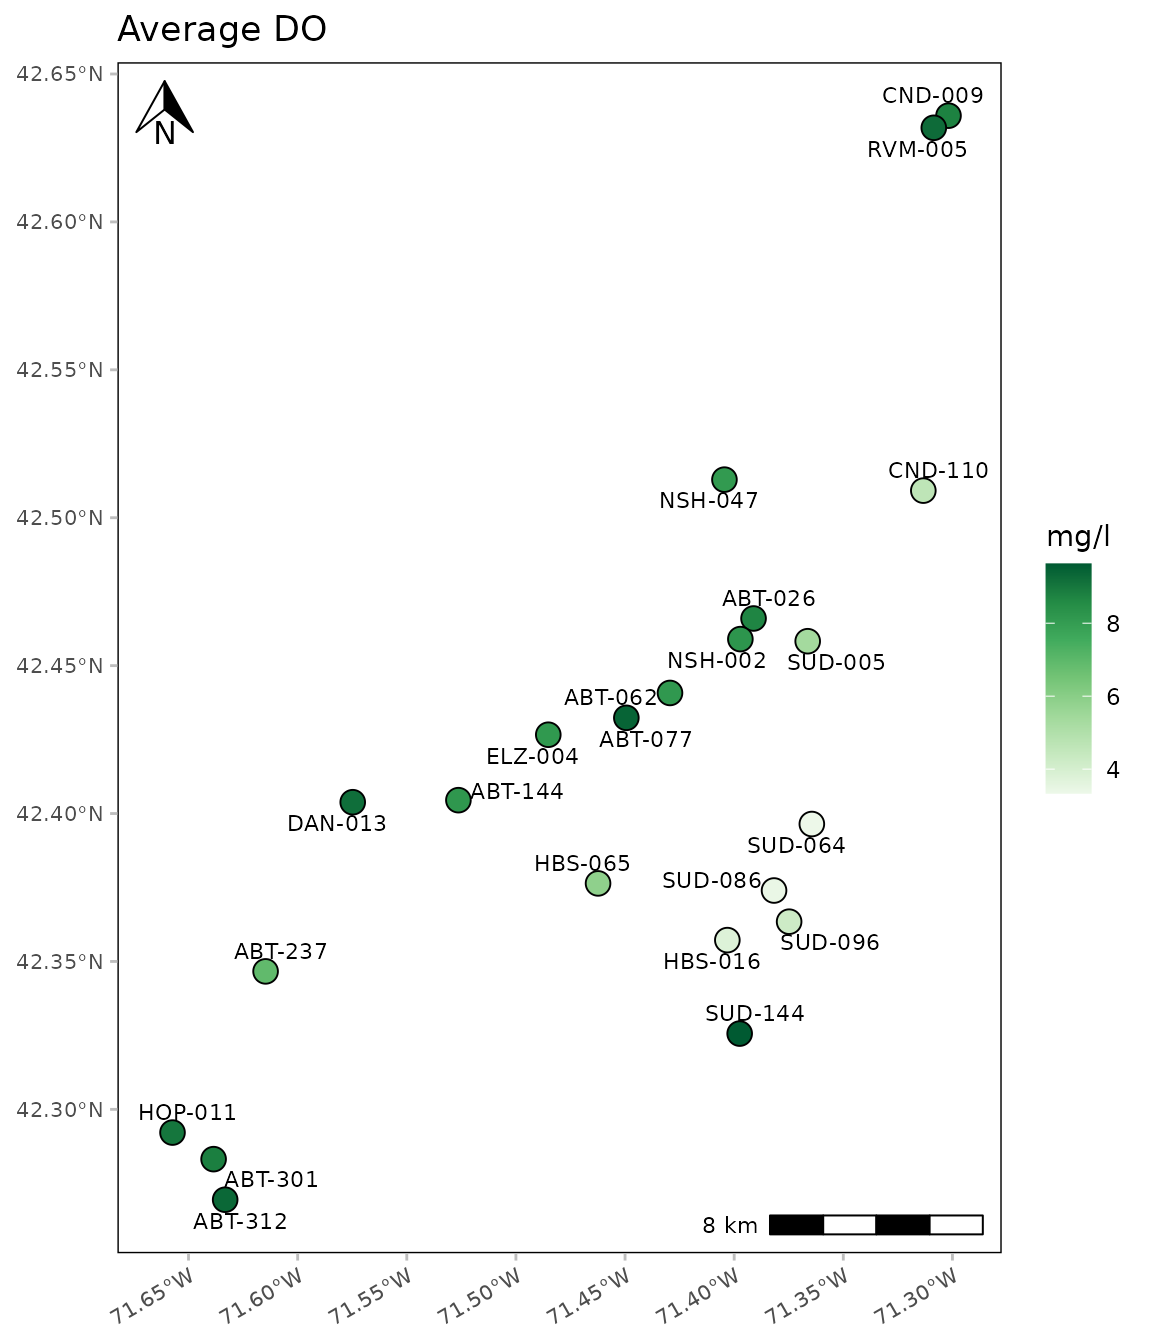 Average DO
42.65°N
N
CND-009
RVM-005
42.60°N
42.55°N
CND-110
NSH-047
42.50°N
mg/l
ABT-026
8
NSH-002
SUD-005
42.45°N
ABT-062
6
ABT-077
ELZ-004
4
ABT-144
42.40°N
DAN-013
SUD-064
HBS-065
SUD-086
SUD-096
ABT-237
42.35°N
HBS-016
SUD-144
42.30°N
HOP-011
ABT-301
ABT-312
8 km
71.65°W
71.60°W
71.55°W
71.50°W
71.45°W
71.40°W
71.35°W
71.30°W